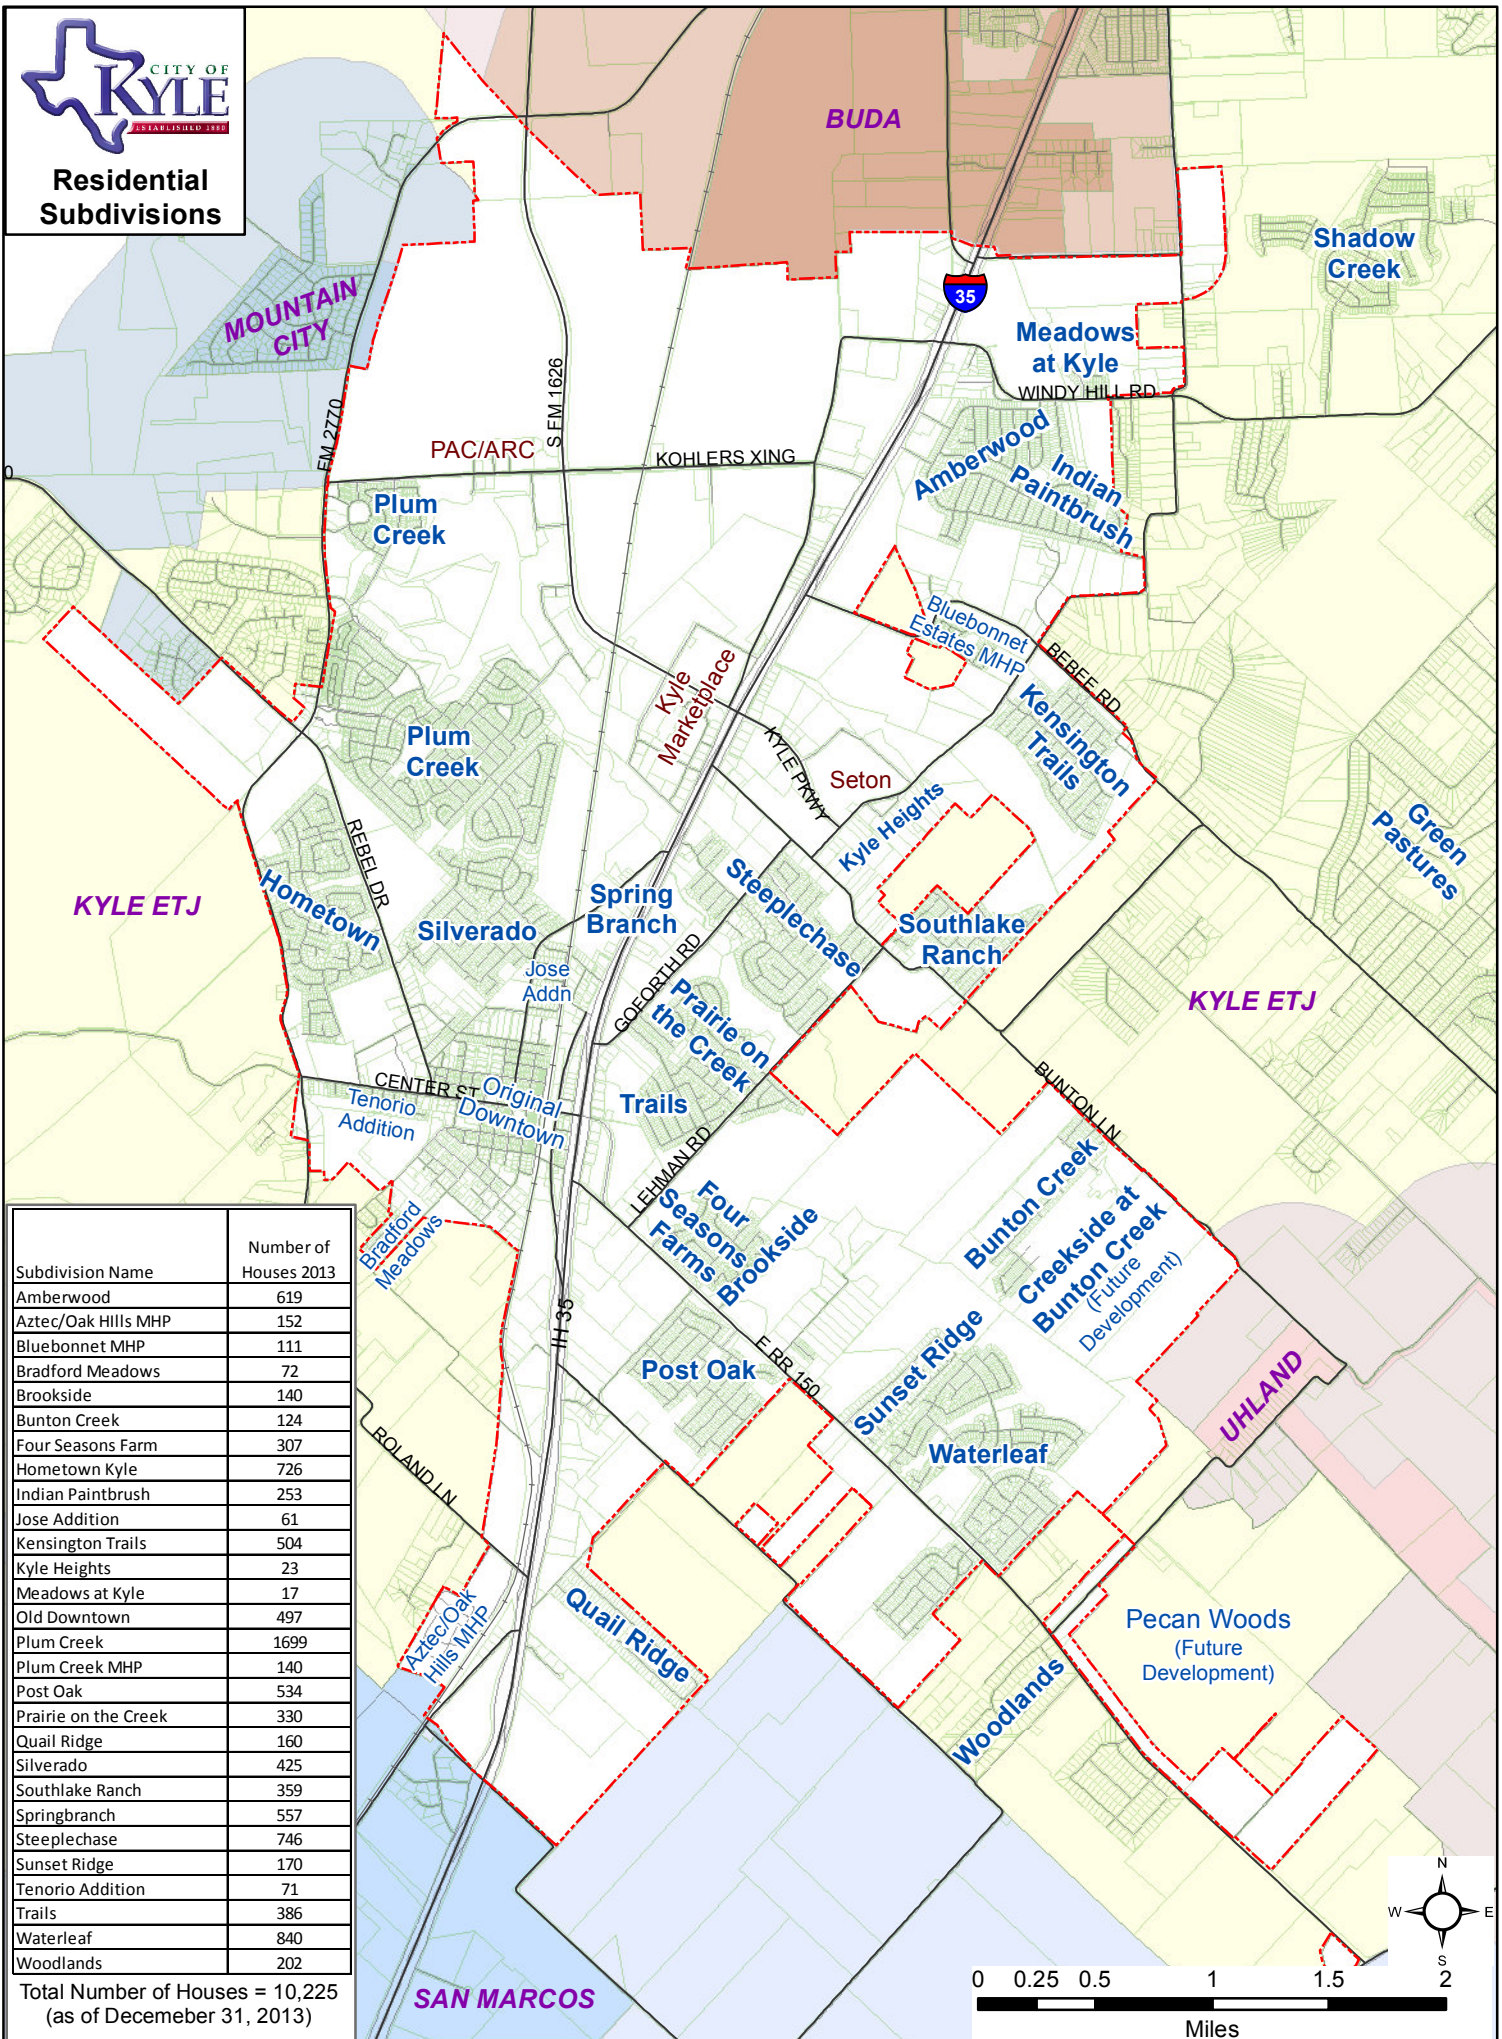 CITY OF
KYLE
ESTABLISHED 1880
Residential
Subdivisions
BUDA
Shadow
Creek
MOUNTAIN
CITY
35
Meadows
at Kyle
WINDY HILL RD
FM 2770
S FM 1626
PAC/ARC
KOHLERS XING
0
Amberwood
Indian
Paintbrush
Plum
Creek
Bluebonnet
Estates MHP
BEBEE RD
Kyle
Marketplace
Kensington
Trails
Plum
Creek
KYLE PKWY
Seton
Kyle Heights
Green
Pastures
REBEL DR
KYLE ETJ
Hometown
Silverado
Spring
Branch
Steeplechase
Southlake
Ranch
Jose
Addn
GOFORTH RD
Prairie on
the Creek
KYLE ETJ
CENTER ST
Original
Downtown
Tenorio
Addition
Trails
BUNTON LN
LEHMAN RD
Four
Seasons
Farms
Brookside
Bunton Creek
Creekside at
Bunton Creek
(Future
Development)
Bradford
Meadows
IH 35
Post Oak
E RR 150
Sunset Ridge
UHLAND
Waterleaf
ROLAND LN
Aztec/Oak
Hills MHP
Quail Ridge
Woodlands
Pecan Woods
(Future
Development)
SAN MARCOS
Subdivision Name Number of
Houses 2013
Amberwood 619
Aztec/Oak HIlls MHP 152
Bluebonnet MHP 111
Bradford Meadows 72
Brookside 140
Bunton Creek 124
Four Seasons Farm 307
Hometown Kyle 726
Indian Paintbrush 253
Jose Addition 61
Kensington Trails 504
Kyle Heights 23
Meadows at Kyle 17
Old Downtown 497
Plum Creek 1699
Plum Creek MHP 140
Post Oak 534
Prairie on the Creek 330
Quail Ridge 160
Silverado 425
Southlake Ranch 359
Springbranch 557
Steeplechase 746
Sunset Ridge 170
Tenorio Addition 71
Trails 386
Waterleaf 840
Woodlands 202
Total Number of Houses = 10,225
(as of Decemeber 31, 2013)
N
W E
S
0 0.25 0.5 1 1.5 2
Miles